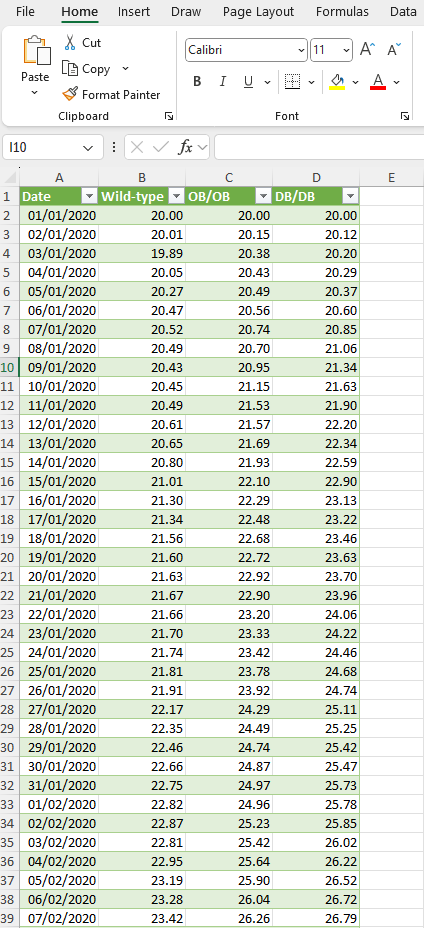 File Home Insert Draw Page Layout Formulas Data
Paste
Cut
Copy
Format Painter
Clipboard
Calibri 11 A A
B I U A
Font
I10 fx
A B C D E
1 Date Wild-type OB/OB DB/DB
2 01/01/2020 20.00 20.00 20.00
3 02/01/2020 20.01 20.15 20.12
4 03/01/2020 19.89 20.38 20.20
5 04/01/2020 20.05 20.43 20.29
6 05/01/2020 20.27 20.49 20.37
7 06/01/2020 20.47 20.56 20.60
8 07/01/2020 20.52 20.74 20.85
9 08/01/2020 20.49 20.70 21.06
10 09/01/2020 20.43 20.95 21.34
11 10/01/2020 20.45 21.15 21.63
12 11/01/2020 20.49 21.53 21.90
13 12/01/2020 20.61 21.57 22.20
14 13/01/2020 20.65 21.69 22.34
15 14/01/2020 20.80 21.93 22.59
16 15/01/2020 21.01 22.10 22.90
17 16/01/2020 21.30 22.29 23.13
18 17/01/2020 21.34 22.48 23.22
19 18/01/2020 21.56 22.68 23.46
20 19/01/2020 21.60 22.72 23.63
21 20/01/2020 21.63 22.92 23.70
22 21/01/2020 21.67 22.90 23.96
23 22/01/2020 21.66 23.20 24.06
24 23/01/2020 21.70 23.33 24.22
25 24/01/2020 21.74 23.42 24.46
26 25/01/2020 21.81 23.78 24.68
27 26/01/2020 21.91 23.92 24.74
28 27/01/2020 22.17 24.29 25.11
29 28/01/2020 22.35 24.49 25.25
30 29/01/2020 22.46 24.74 25.42
31 30/01/2020 22.66 24.87 25.47
32 31/01/2020 22.75 24.97 25.73
33 01/02/2020 22.82 24.96 25.78
34 02/02/2020 22.87 25.23 25.85
35 03/02/2020 22.81 25.42 26.02
36 04/02/2020 22.95 25.64 26.22
37 05/02/2020 23.19 25.90 26.52
38 06/02/2020 23.28 26.04 26.72
39 07/02/2020 23.42 26.26 26.79